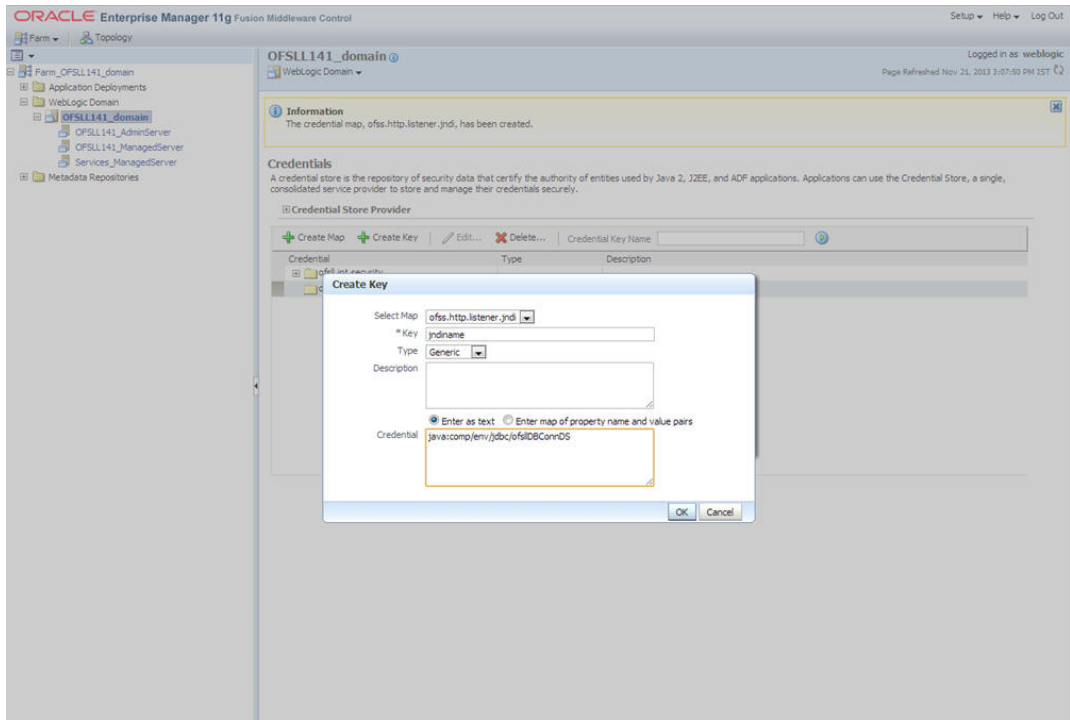 ORACLE Enterprise Manager 11g Fusion Middleware Control
Setup Help Log Out
Farm Topology
OFSLL141_domain
Logged in as weblogic
WebLogic Domain
Page Refreshed Nov 21, 2013 3:07:50 PM IST
Farm_OFSLL141_domain
Application Deployments
WebLogic Domain
OFSLL141_domain
OFSLL141_AdminServer
OFSLL141_ManagedServer
Services_ManagedServer
Metadata Repositories
Information
The credential map, ofss.http.listener.jndi, has been created.
Credentials
A credential store is the repository of security data that certify the authority of entities used by Java 2, J2EE, and ADF applications. Applications can use the Credential Store, a single,
consolidated service provider to store and manage their credentials securely.
Credential Store Provider
Create Map Create Key Edit... Delete... Credential Key Name
Credential Type Description
ofsll.int.security
Create Key
Select Map ofss.http.listener.jndi
* Key jndiname
Type Generic
Description
Enter as text Enter map of property name and value pairs
Credential java:comp/env/jdbc/ofsllDBConnDS
OK Cancel